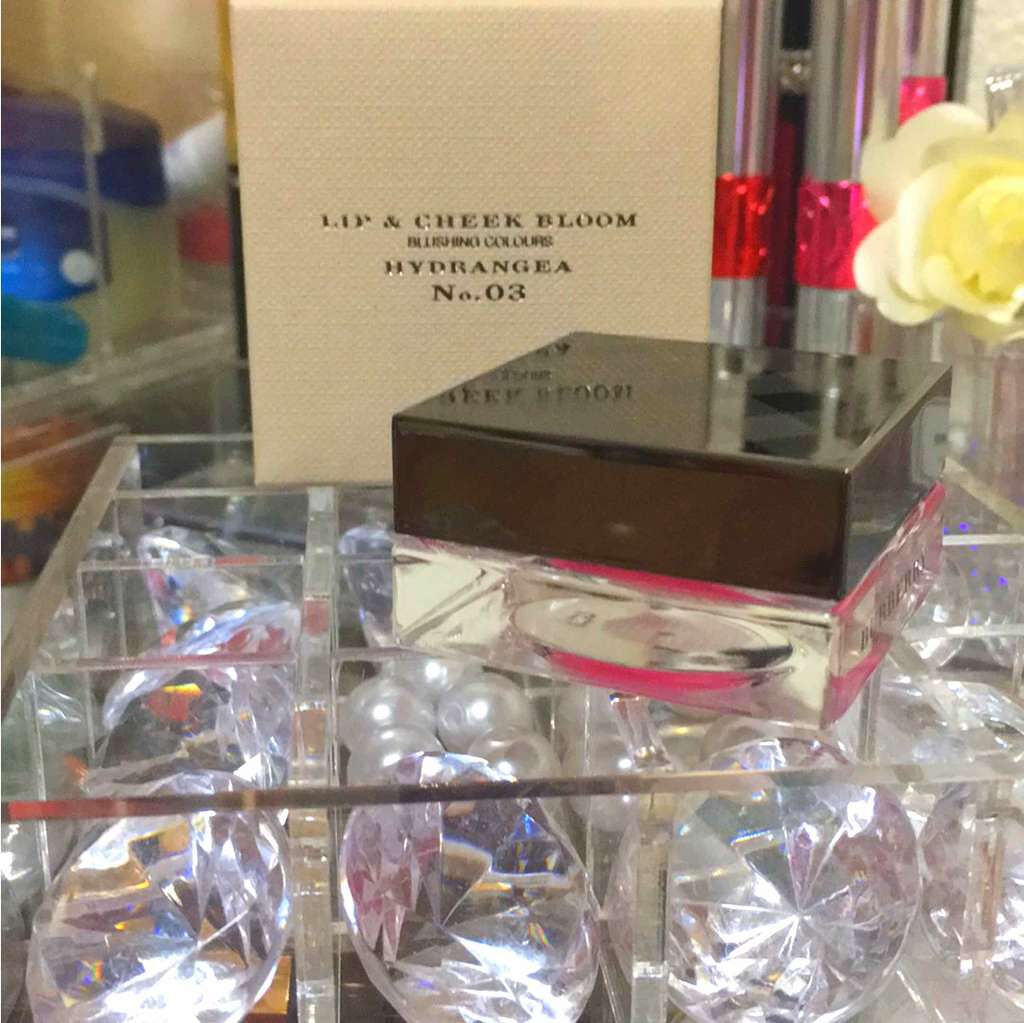 LIP & CHEEK BLOOM
BLUSHING COLOURS
HYDRANGEA
No.03